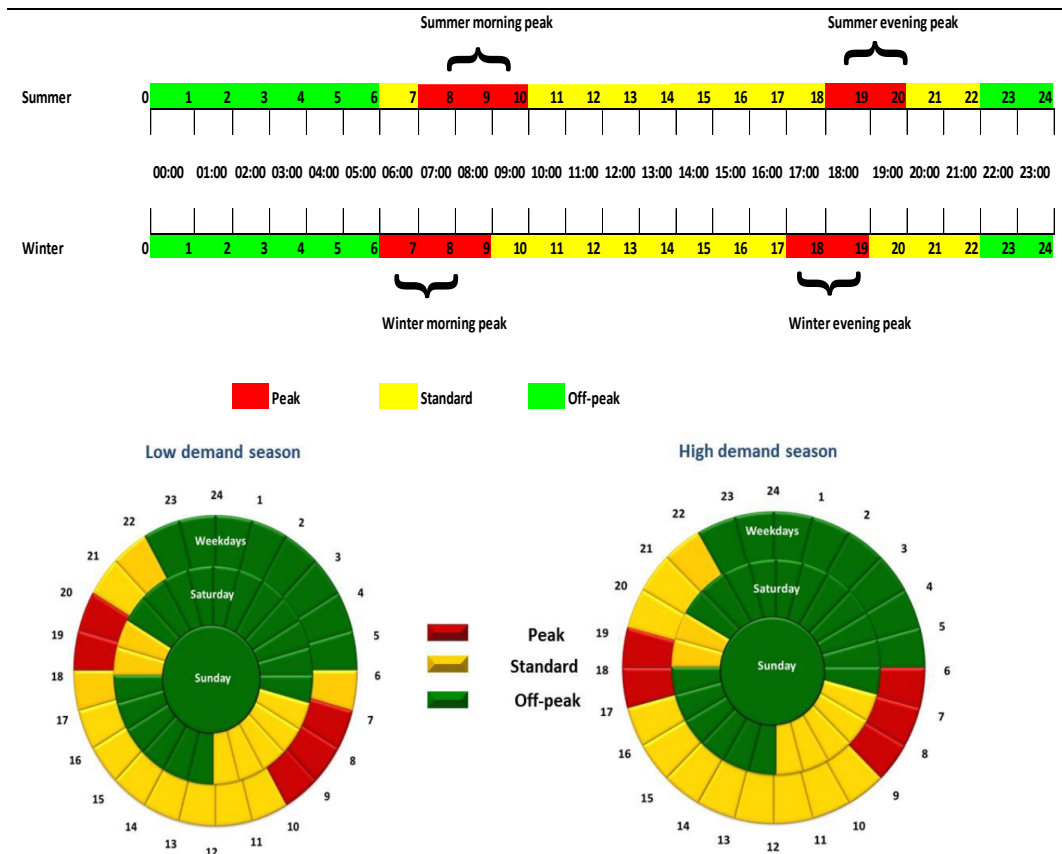 Summer morning peak Summer evening peak
Summer 0 1 2 3 4 5 6 7 8 9 10 11 12 13 14 15 16 17 18 19 20 21 22 23 24
00:00 01:00 02:00 03:00 04:00 05:00 06:00 07:00 08:00 09:00 10:00 11:00 12:00 13:00 14:00 15:00 16:00 17:00 18:00 19:00 20:00 21:00 22:00 23:00
Winter 0 1 2 3 4 5 6 7 8 9 10 11 12 13 14 15 16 17 18 19 20 21 22 23 24
Winter morning peak Winter evening peak
Peak Standard Off-peak
Low demand season
24 1 2 3 4 5 6 7 8 9 10 11 12 13 14 15 16 17 18 19 20 21 22 23
Weekdays
Saturday
Sunday
Peak
Standard
Off-peak
High demand season
24 1 2 3 4 5 6 7 8 9 10 11 12 13 14 15 16 17 18 19 20 21 22 23
Weekdays
Saturday
Sunday